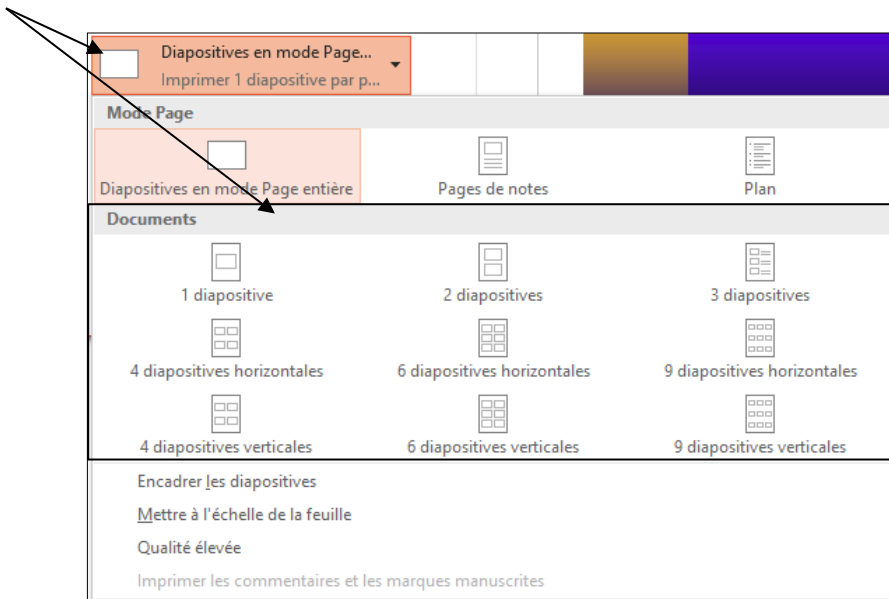 Diapositives en mode Page...
Imprimer 1 diapositive par p...
Mode Page
Diapositives en mode Page entière
Pages de notes
Plan
Documents
1 diapositive
2 diapositives
3 diapositives
4 diapositives horizontales
6 diapositives horizontales
9 diapositives horizontales
4 diapositives verticales
6 diapositives verticales
9 diapositives verticales
Encadrer les diapositives
Mettre à l'échelle de la feuille
Qualité élevée
Imprimer les commentaires et les marques manuscrites